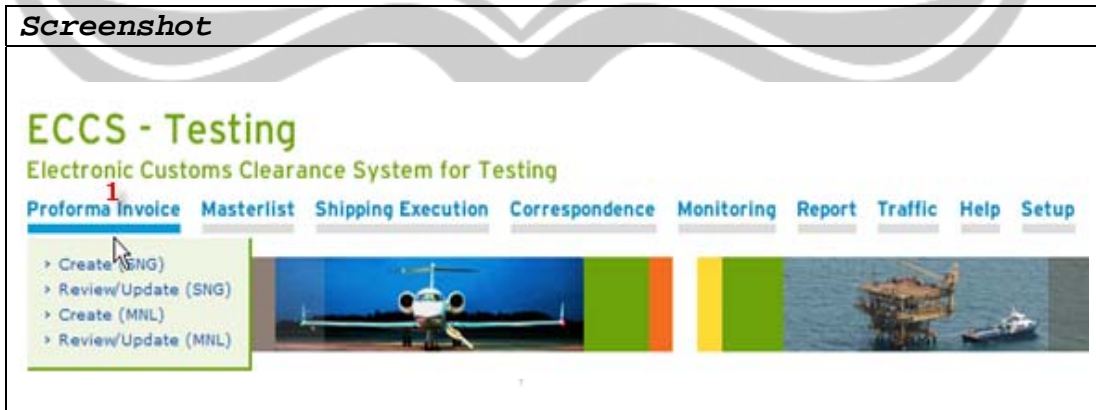 Screenshot
ECCS - Testing
Electronic Customs Clearance System for Testing
1
Proforma Invoice Masterlist Shipping Execution Correspondence Monitoring Report Traffic Help Setup
› Create (SNG)
› Review/Update (SNG)
› Create (MNL)
› Review/Update (MNL)